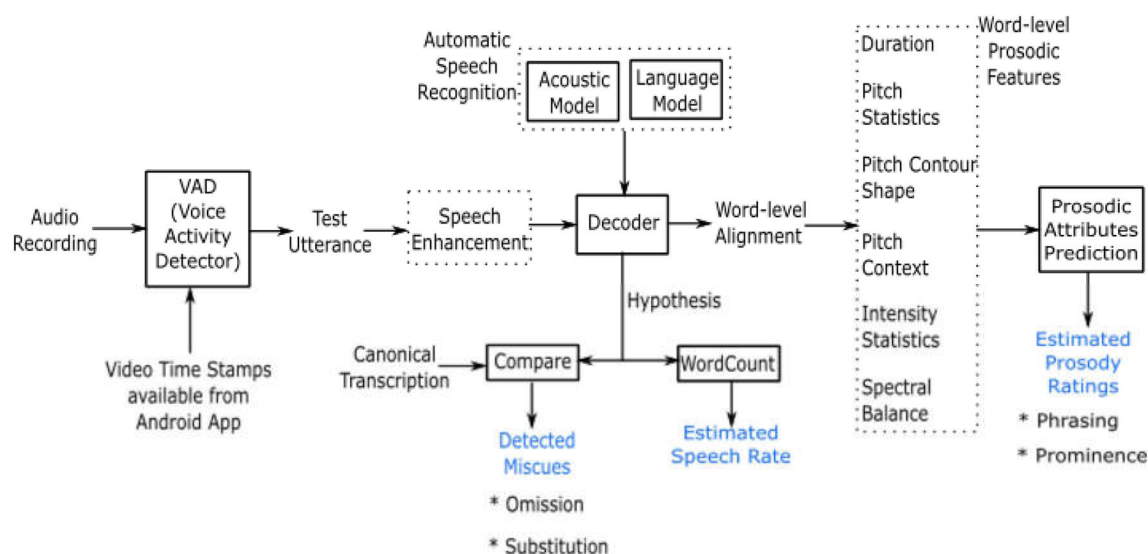 Automatic
Speech
Recognition
Acoustic
Model
Language
Model
Duration
Pitch
Statistics
Pitch Contour
Shape
Pitch
Context
Intensity
Statistics
Spectral
Balance
Word-level
Prosodic
Features
Audio
Recording
VAD
(Voice
Activity
Detector)
Test
Utterance
Speech
Enhancement
Decoder
Word-level
Alignment
Prosodic
Attributes
Prediction
Hypothesis
Video Time Stamps
available from
Android App
Canonical
Transcription
Compare
WordCount
Detected
Miscues
* Omission
* Substitution
Estimated
Speech Rate
Estimated
Prosody
Ratings
* Phrasing
* Prominence